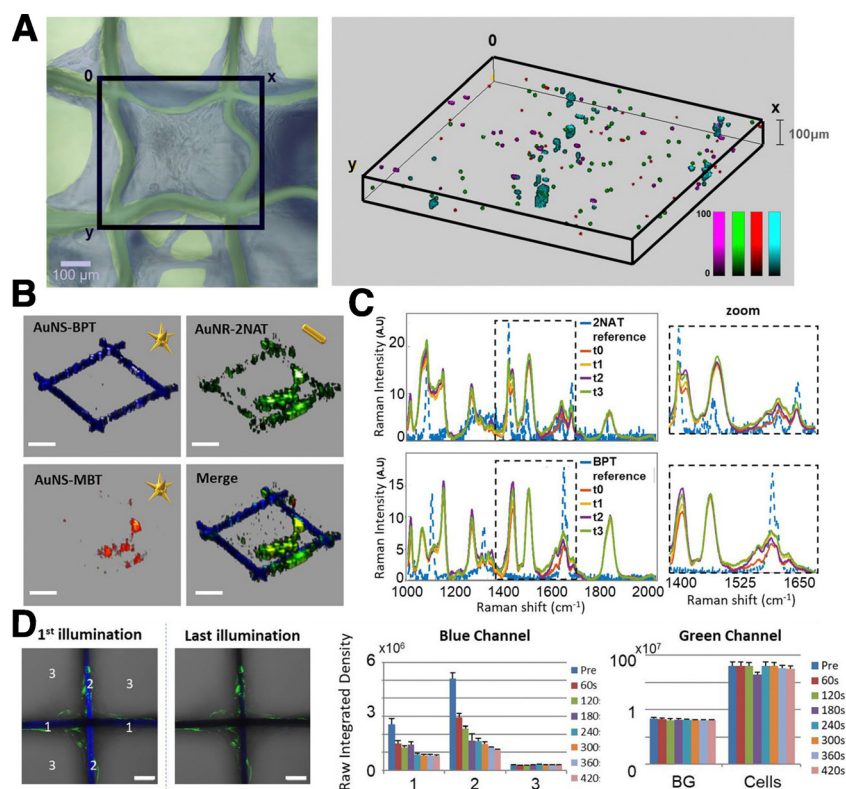 A
0
x
y
100 µm
0
x
100µm
y
100
0
B
AuNS-BPT
AuNR-2NAT
AuNS-MBT
Merge
C
zoom
Raman Intensity (A.U)
20
10
0
2NAT
reference
t0
t1
t2
t3
Raman Intensity (A.U)
15
10
5
0
BPT
reference
t0
t1
t2
t3
1000 1200 1400 1600 1800 2000
Raman shift (cm-1)
1400 1525 1650
Raman shift (cm-1)
D
1st illumination
Last illumination
3 2 3
1 1
3 2 3
Blue Channel
x10⁶
Raw Integrated Density
6
3
0
1 2 3
Pre
60s
120s
180s
240s
300s
360s
420s
Green Channel
x10⁷
100
1
0
BG Cells
Pre
60s
120s
180s
240s
300s
360s
420s